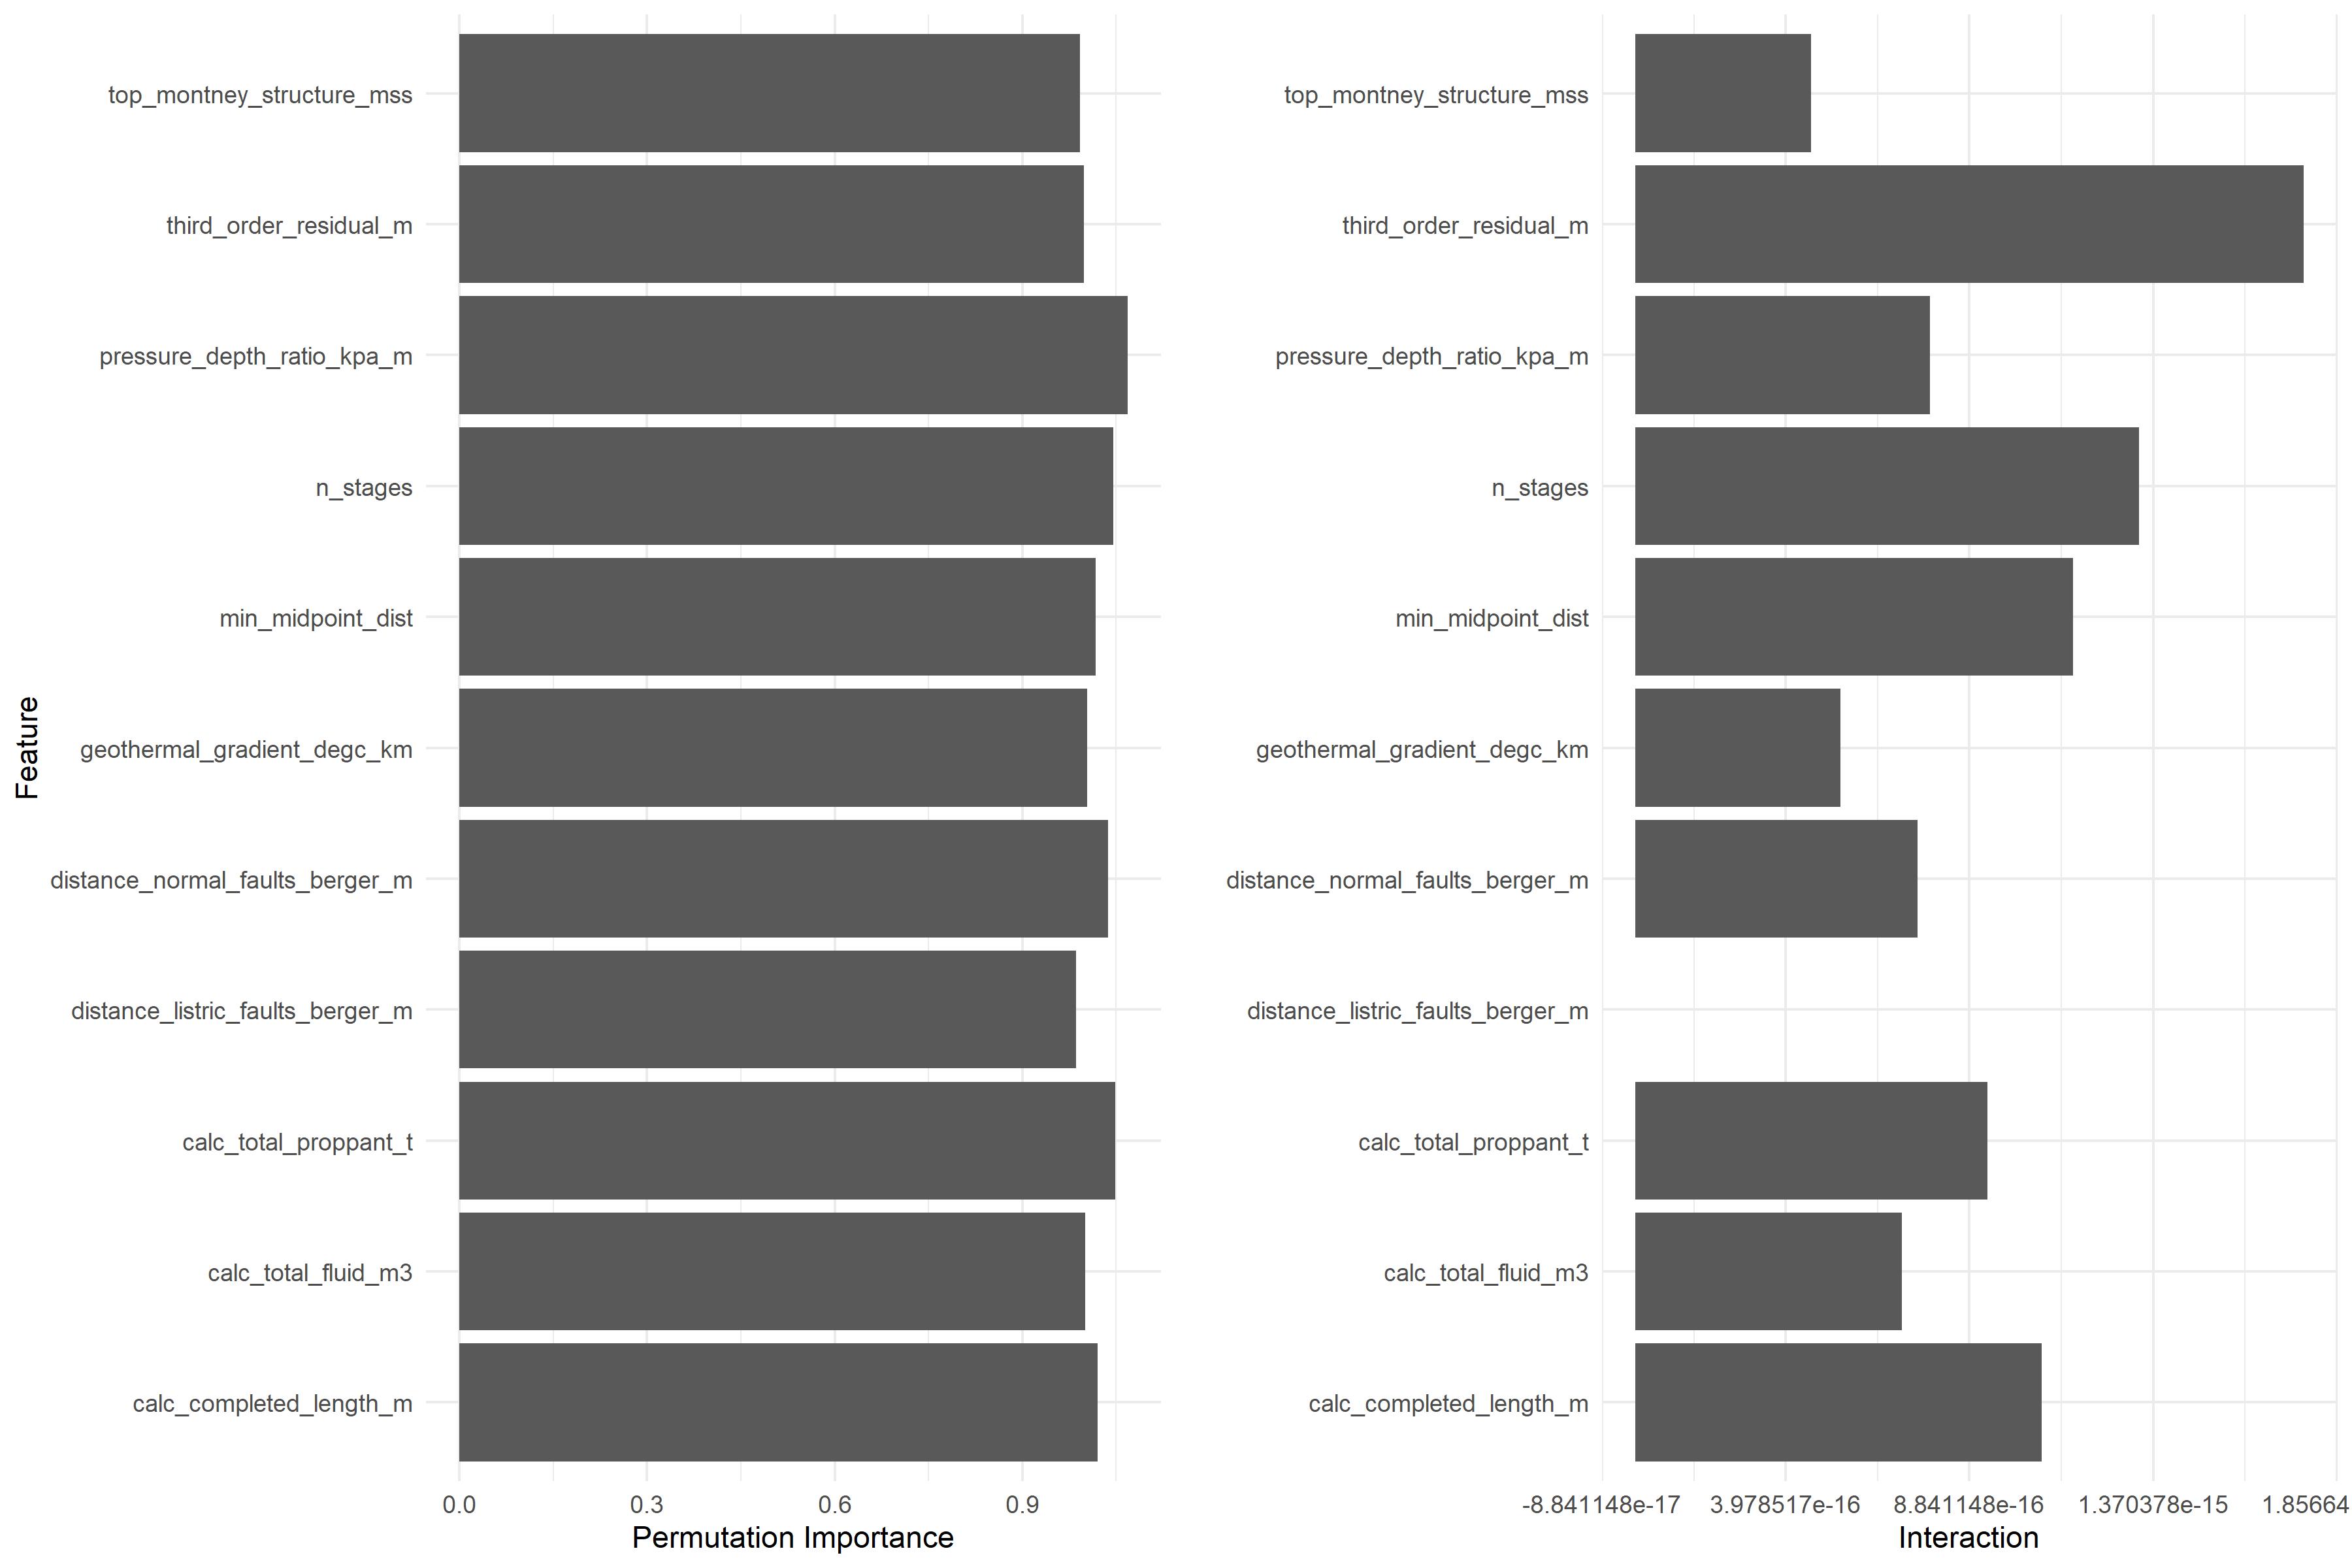 Feature
top_montney_structure_mss
third_order_residual_m
pressure_depth_ratio_kpa_m
n_stages
min_midpoint_dist
geothermal_gradient_degc_km
distance_normal_faults_berger_m
distance_listric_faults_berger_m
calc_total_proppant_t
calc_total_fluid_m3
calc_completed_length_m
0.0 0.3 0.6 0.9
Permutation Importance
top_montney_structure_mss
third_order_residual_m
pressure_depth_ratio_kpa_m
n_stages
min_midpoint_dist
geothermal_gradient_degc_km
distance_normal_faults_berger_m
distance_listric_faults_berger_m
calc_total_proppant_t
calc_total_fluid_m3
calc_completed_length_m
-8.841148e-17 3.978517e-16 8.841148e-16 1.370378e-15 1.85664
Interaction